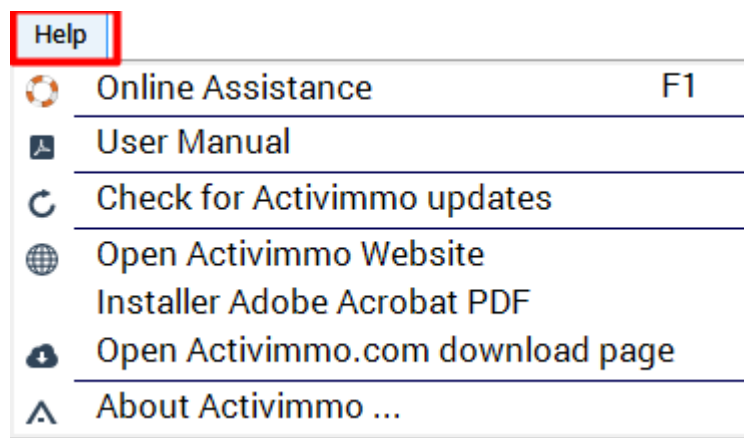 Help
Online Assistance F1
User Manual
Check for Activimmo updates
Open Activimmo Website
Installer Adobe Acrobat PDF
Open Activimmo.com download page
About Activimmo ...